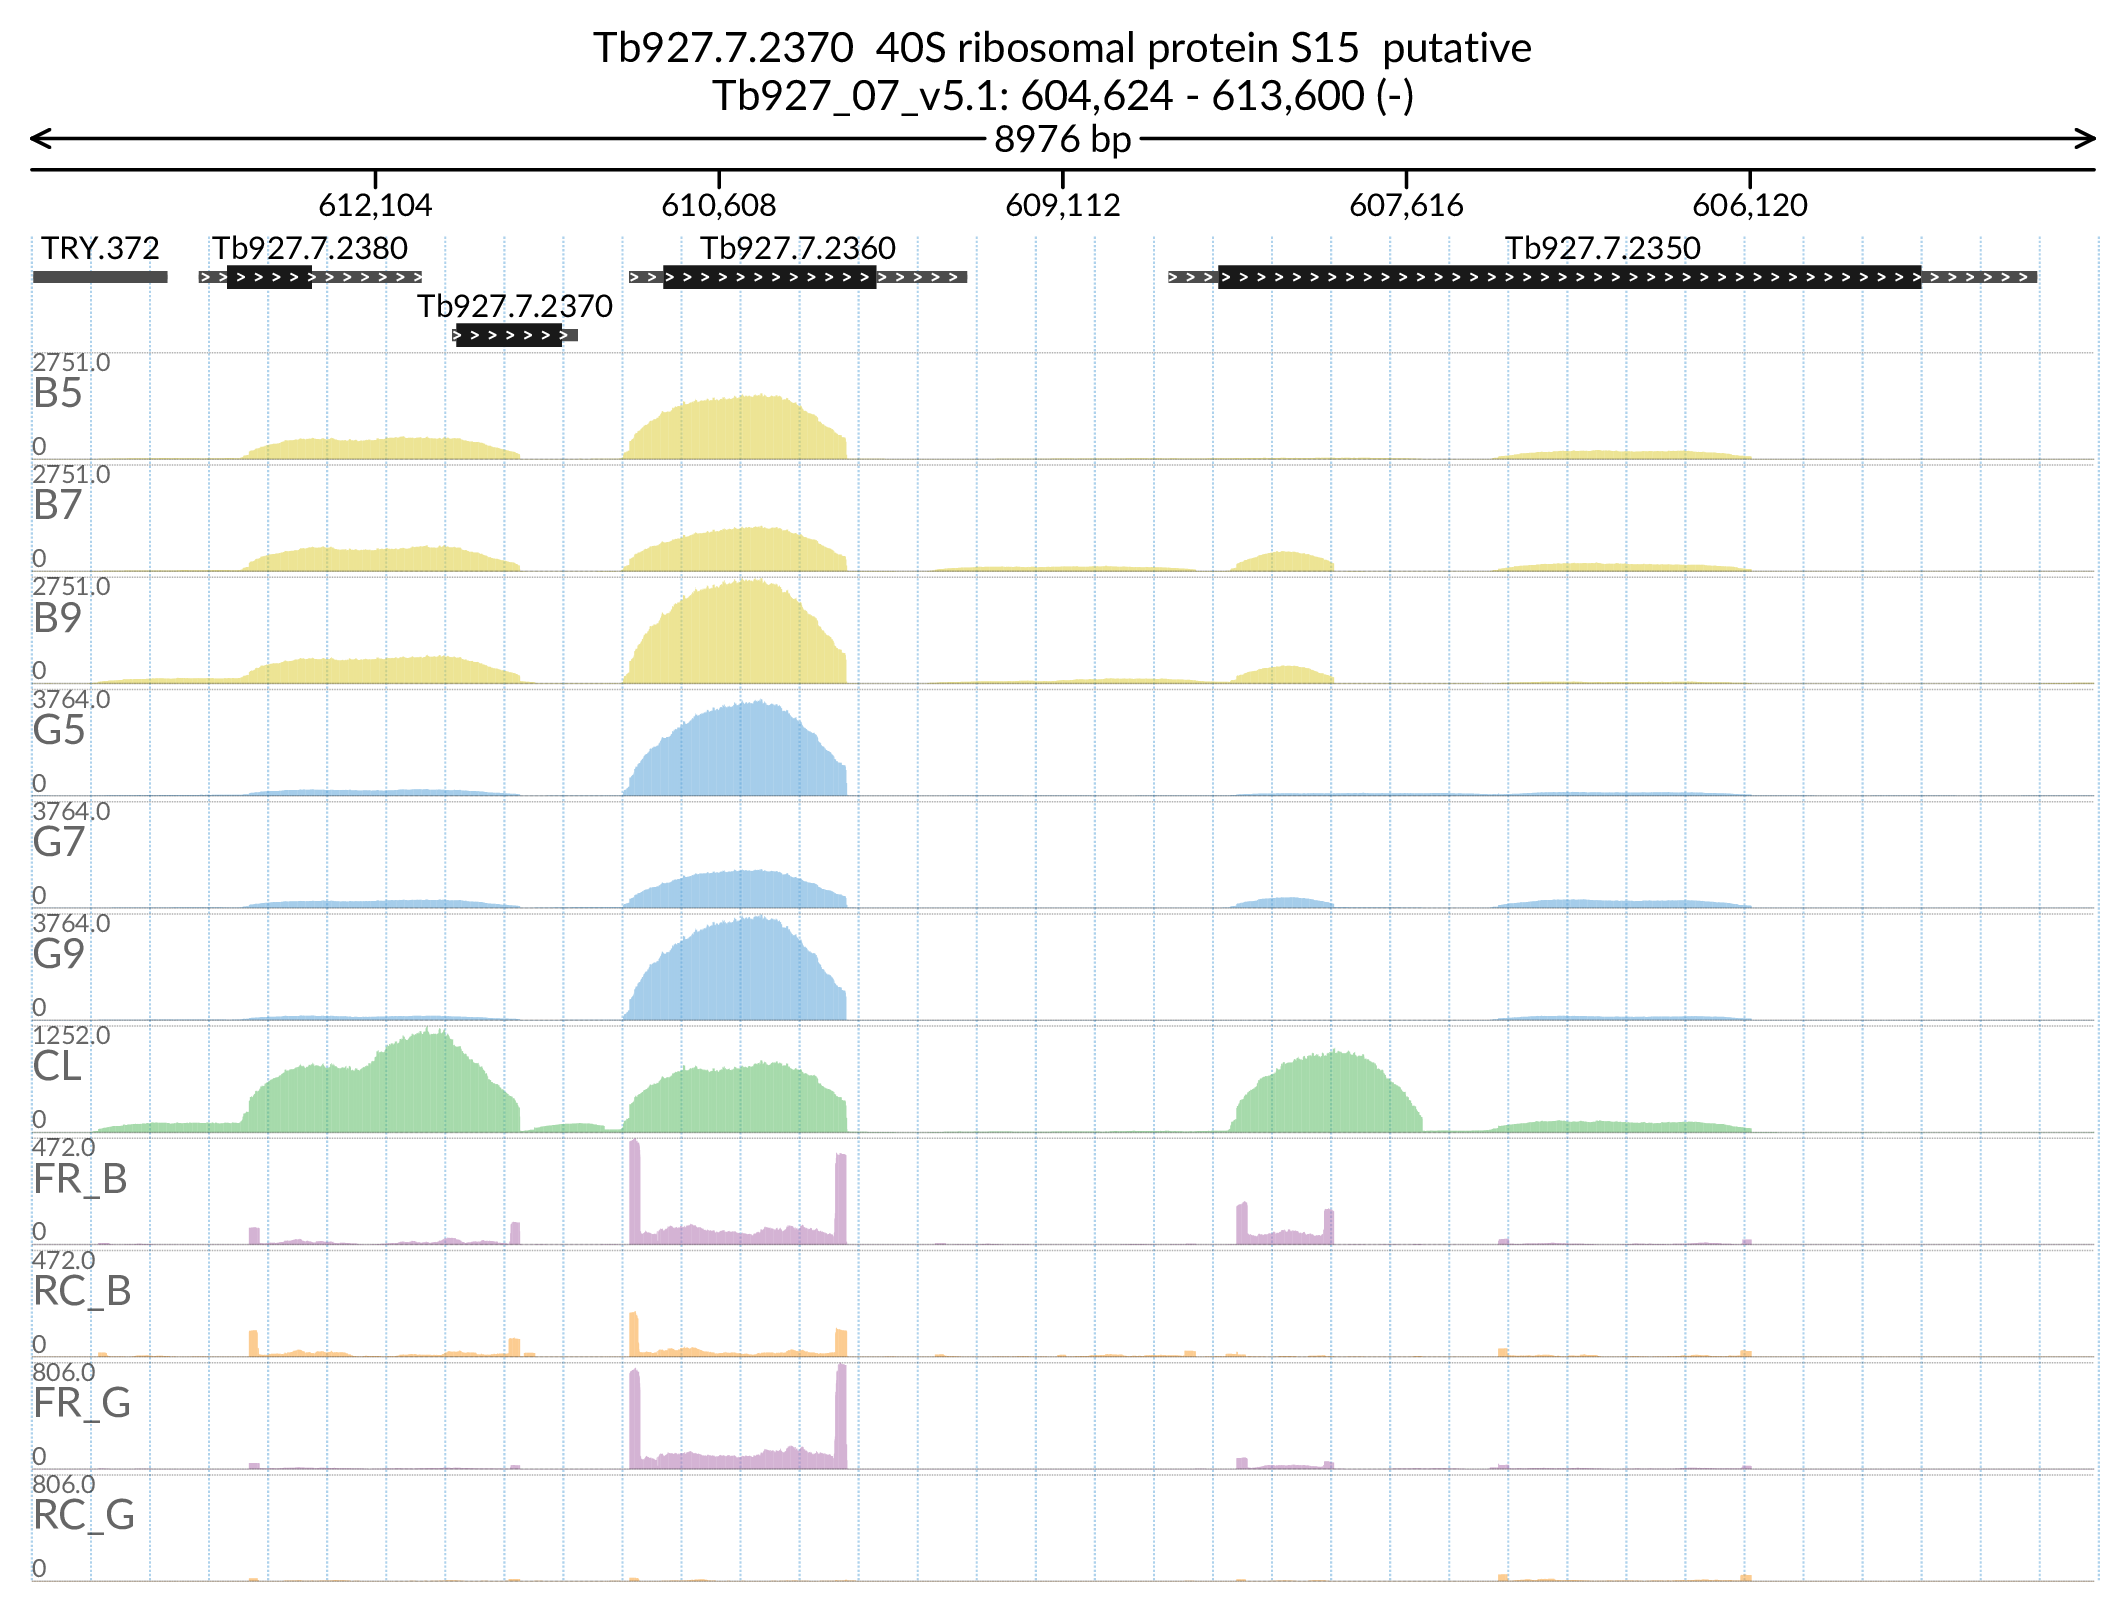 Tb927.7.2370  40S ribosomal protein S15  putative
Tb927_07_v5.1: 604,624 - 613,600 (-)
8976 bp
612,104 610,608 609,112 607,616 606,120
TRY.372 Tb927.7.2380 Tb927.7.2360 Tb927.7.2350
Tb927.7.2370
2751.0
B5
0
2751.0
B7
0
2751.0
B9
0
3764.0
G5
0
3764.0
G7
0
3764.0
G9
0
1252.0
CL
0
472.0
FR_B
0
472.0
RC_B
0
806.0
FR_G
0
806.0
RC_G
0